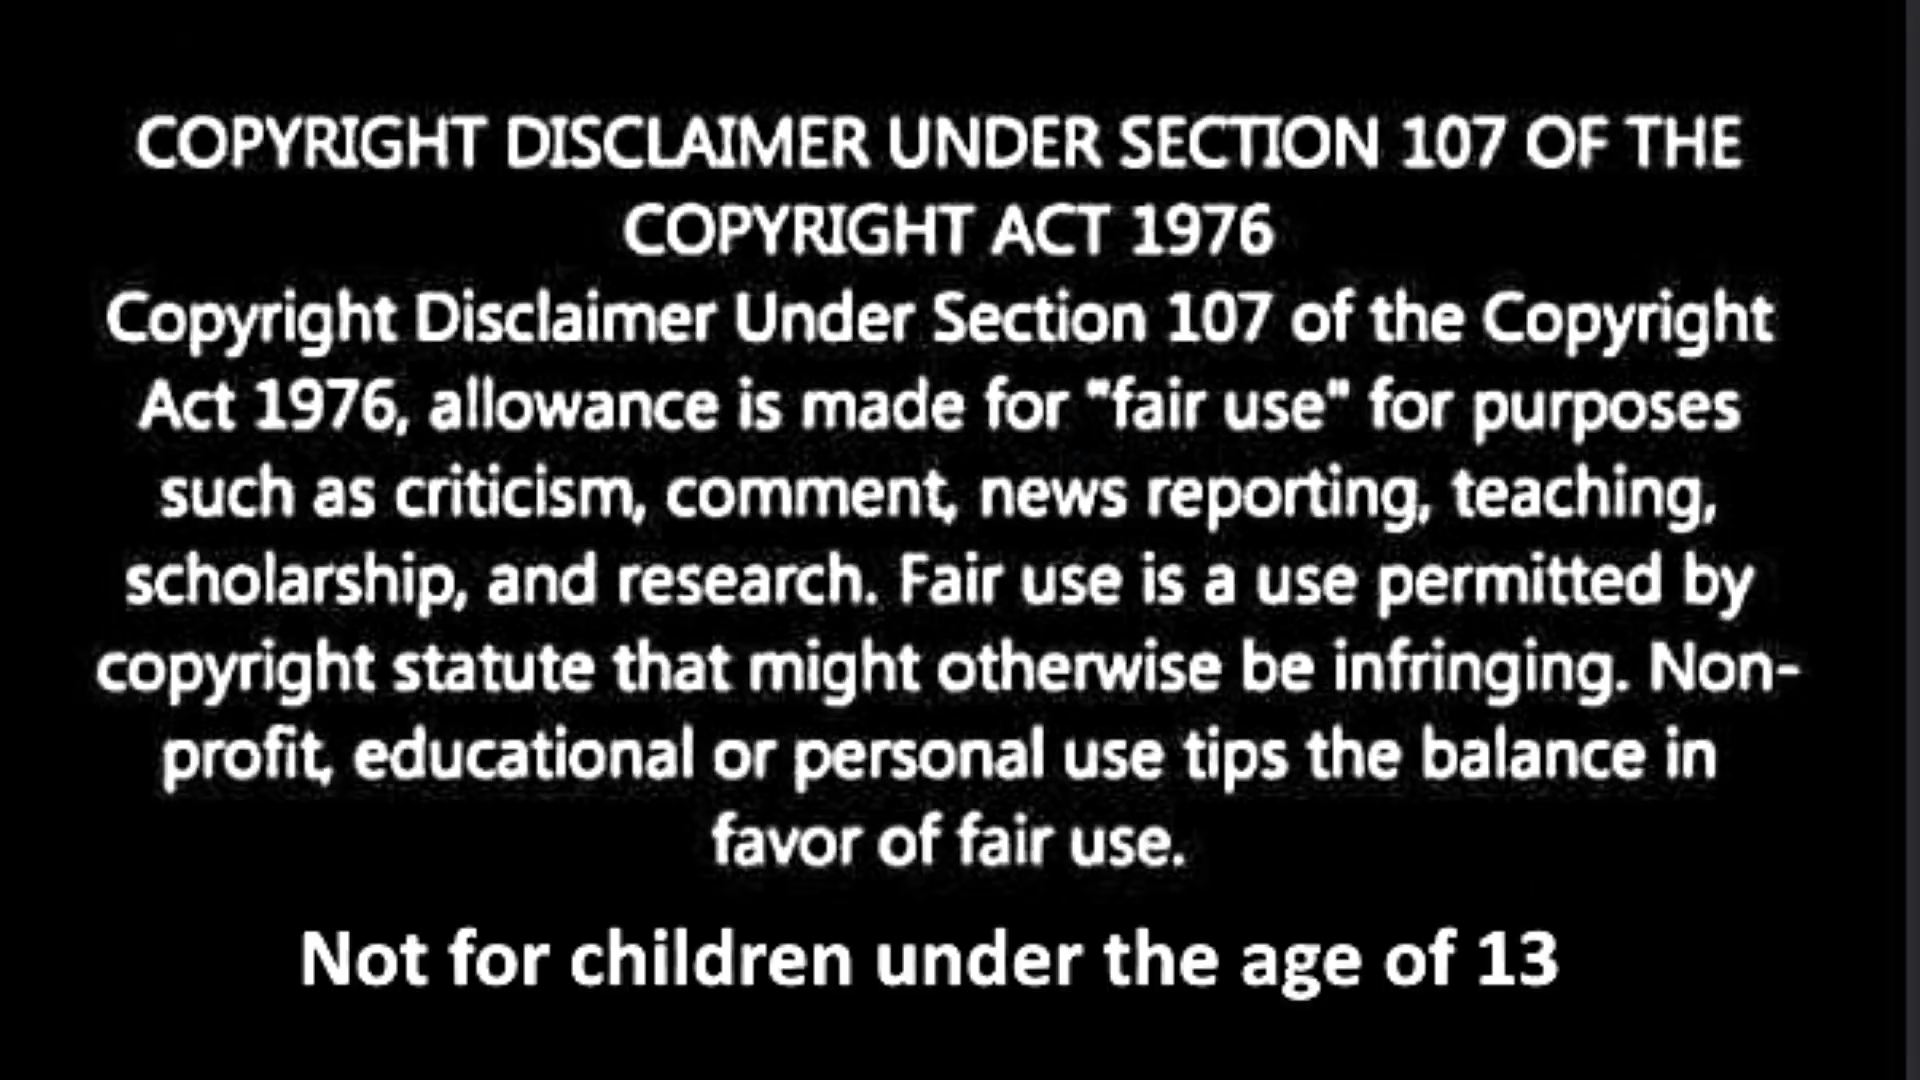 COPYRIGHT DISCLAIMER UNDER SECTION 107 OF THE
COPYRIGHT ACT 1976
Copyright Disclaimer Under Section 107 of the Copyright
Act 1976, allowance is made for "fair use" for purposes
such as criticism, comment, news reporting, teaching,
scholarship, and research. Fair use is a use permitted by
copyright statute that might otherwise be infringing. Non-
profit, educational or personal use tips the balance in
favor of fair use.
Not for children under the age of 13